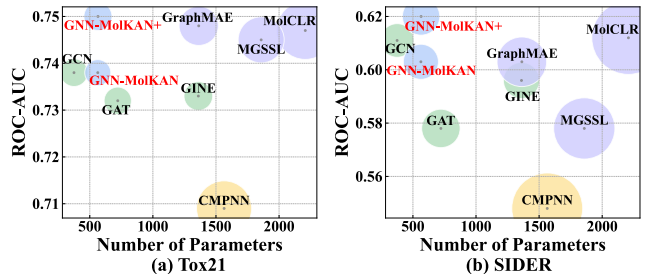 ROC-AUC
0.75
0.74
0.73
0.72
0.71
GNN-MolKAN+
GraphMAE
MolCLR
MGSSL
GCN
GNN-MolKAN
GAT
GINE
CMPNN
500 1000 1500 2000
Number of Parameters
(a) Tox21
ROC-AUC
0.62
0.60
0.58
0.56
GNN-MolKAN+
MolCLR
GCN
GraphMAE
GNN-MolKAN
GINE
GAT
MGSSL
CMPNN
500 1000 1500 2000
Number of Parameters
(b) SIDER